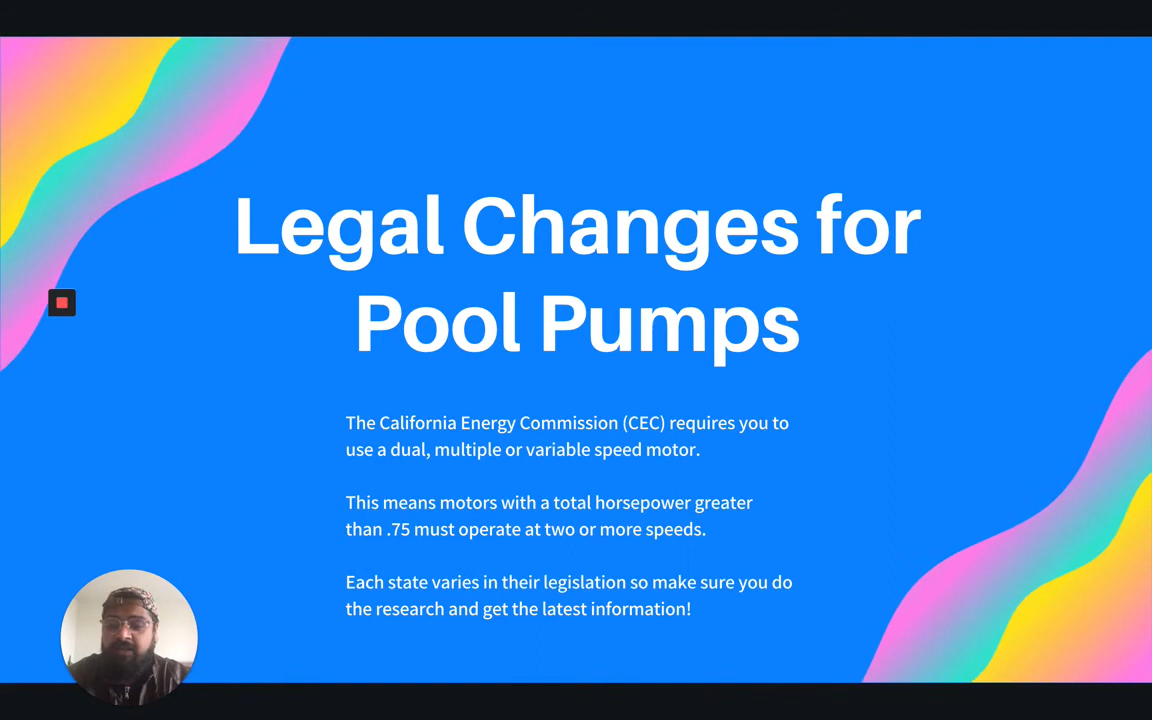 Legal Changes for
Pool Pumps
The California Energy Commission (CEC) requires you to
use a dual, multiple or variable speed motor.
This means motors with a total horsepower greater
than .75 must operate at two or more speeds.
Each state varies in their legislation so make sure you do
the research and get the latest information!